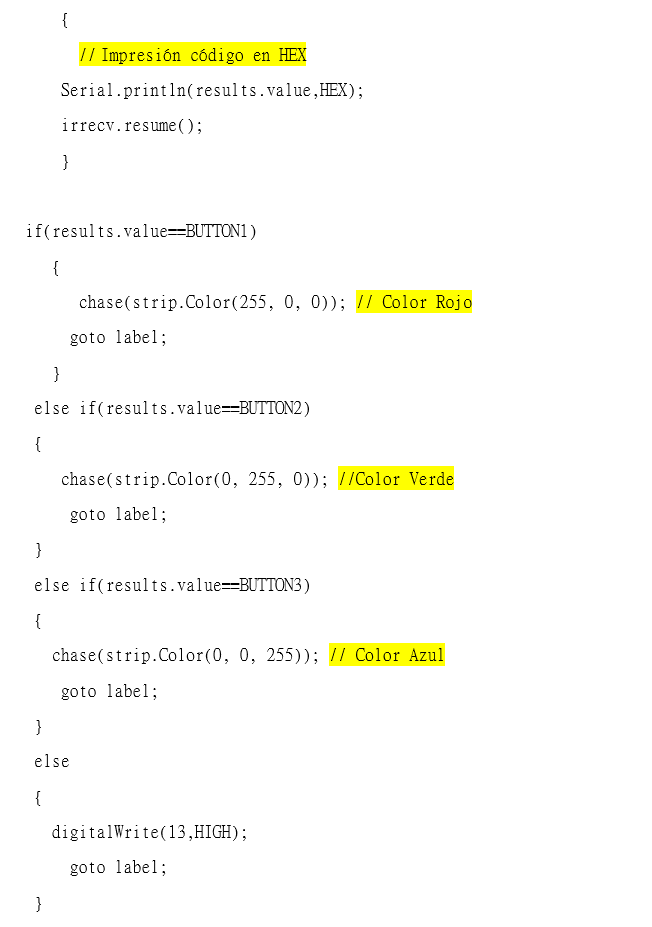 {
// Impresión código en HEX
Serial.println(results.value,HEX);
irrecv.resume();
}
if(results.value==BUTTON1)
{
chase(strip.Color(255, 0, 0)); // Color Rojo
goto label;
}
else if(results.value==BUTTON2)
{
chase(strip.Color(0, 255, 0)); //Color Verde
goto label;
}
else if(results.value==BUTTON3)
{
chase(strip.Color(0, 0, 255)); // Color Azul
goto label;
}
else
{
digitalWrite(13,HIGH);
goto label;
}